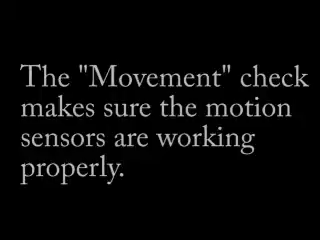 The "Movement" check
makes sure the motion
sensors are working
properly.